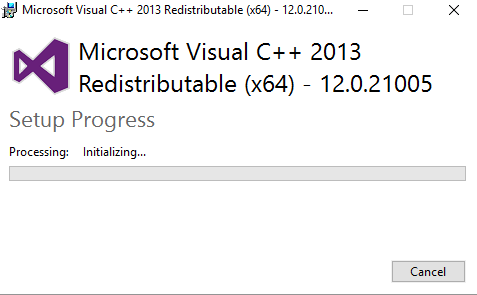 Microsoft Visual C++ 2013 Redistributable (x64) - 12.0.210...
Microsoft Visual C++ 2013
Redistributable (x64) - 12.0.21005
Setup Progress
Processing: Initializing...
Cancel